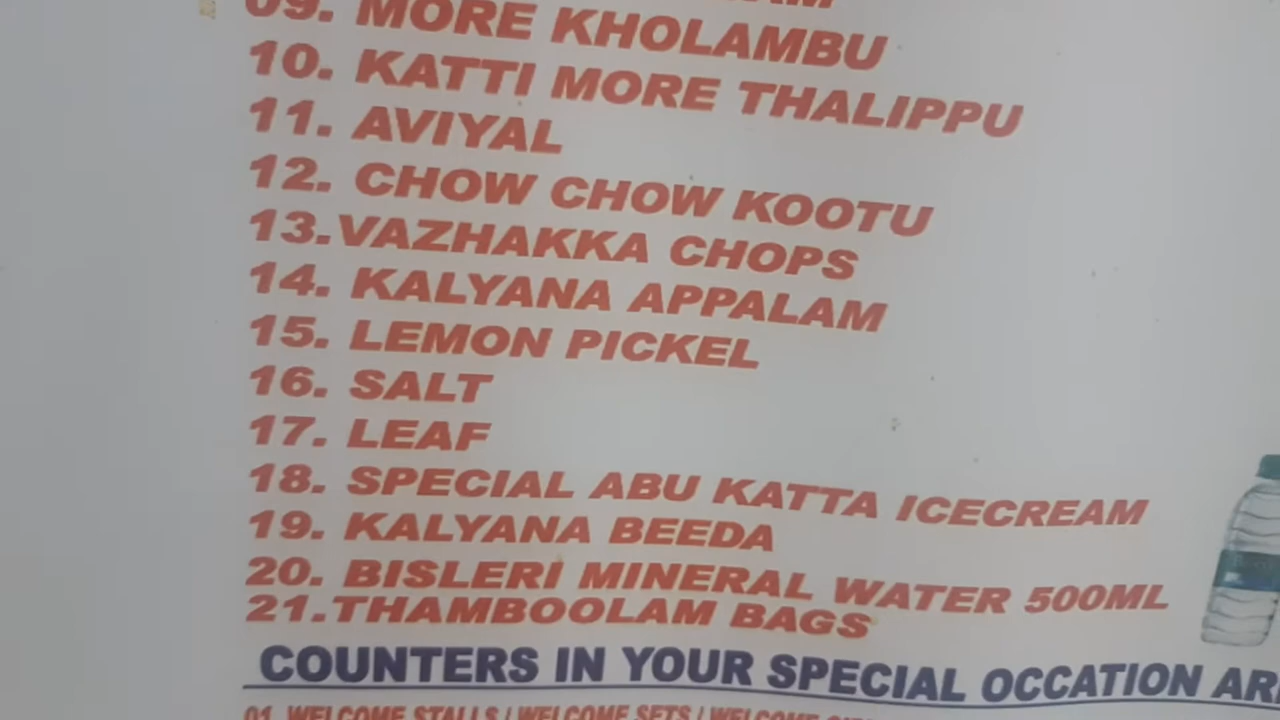 09. MORE KHOLAMBU
10. KATTI MORE THALIPPU
11. AVIYAL
12. CHOW CHOW KOOTU
13.VAZHAKKA CHOPS
14. KALYANA APPALAM
15. LEMON PICKEL
16. SALT
17. LEAF
18. SPECIAL ABU KATTA ICECREAM
19. KALYANA BEEDA
20. BISLERI MINERAL WATER 500ML
21.THAMBOOLAM BAGS
COUNTERS IN YOUR SPECIAL OCCATION
01. WELCOME STALLS / WELCOME SETS / WELCOME